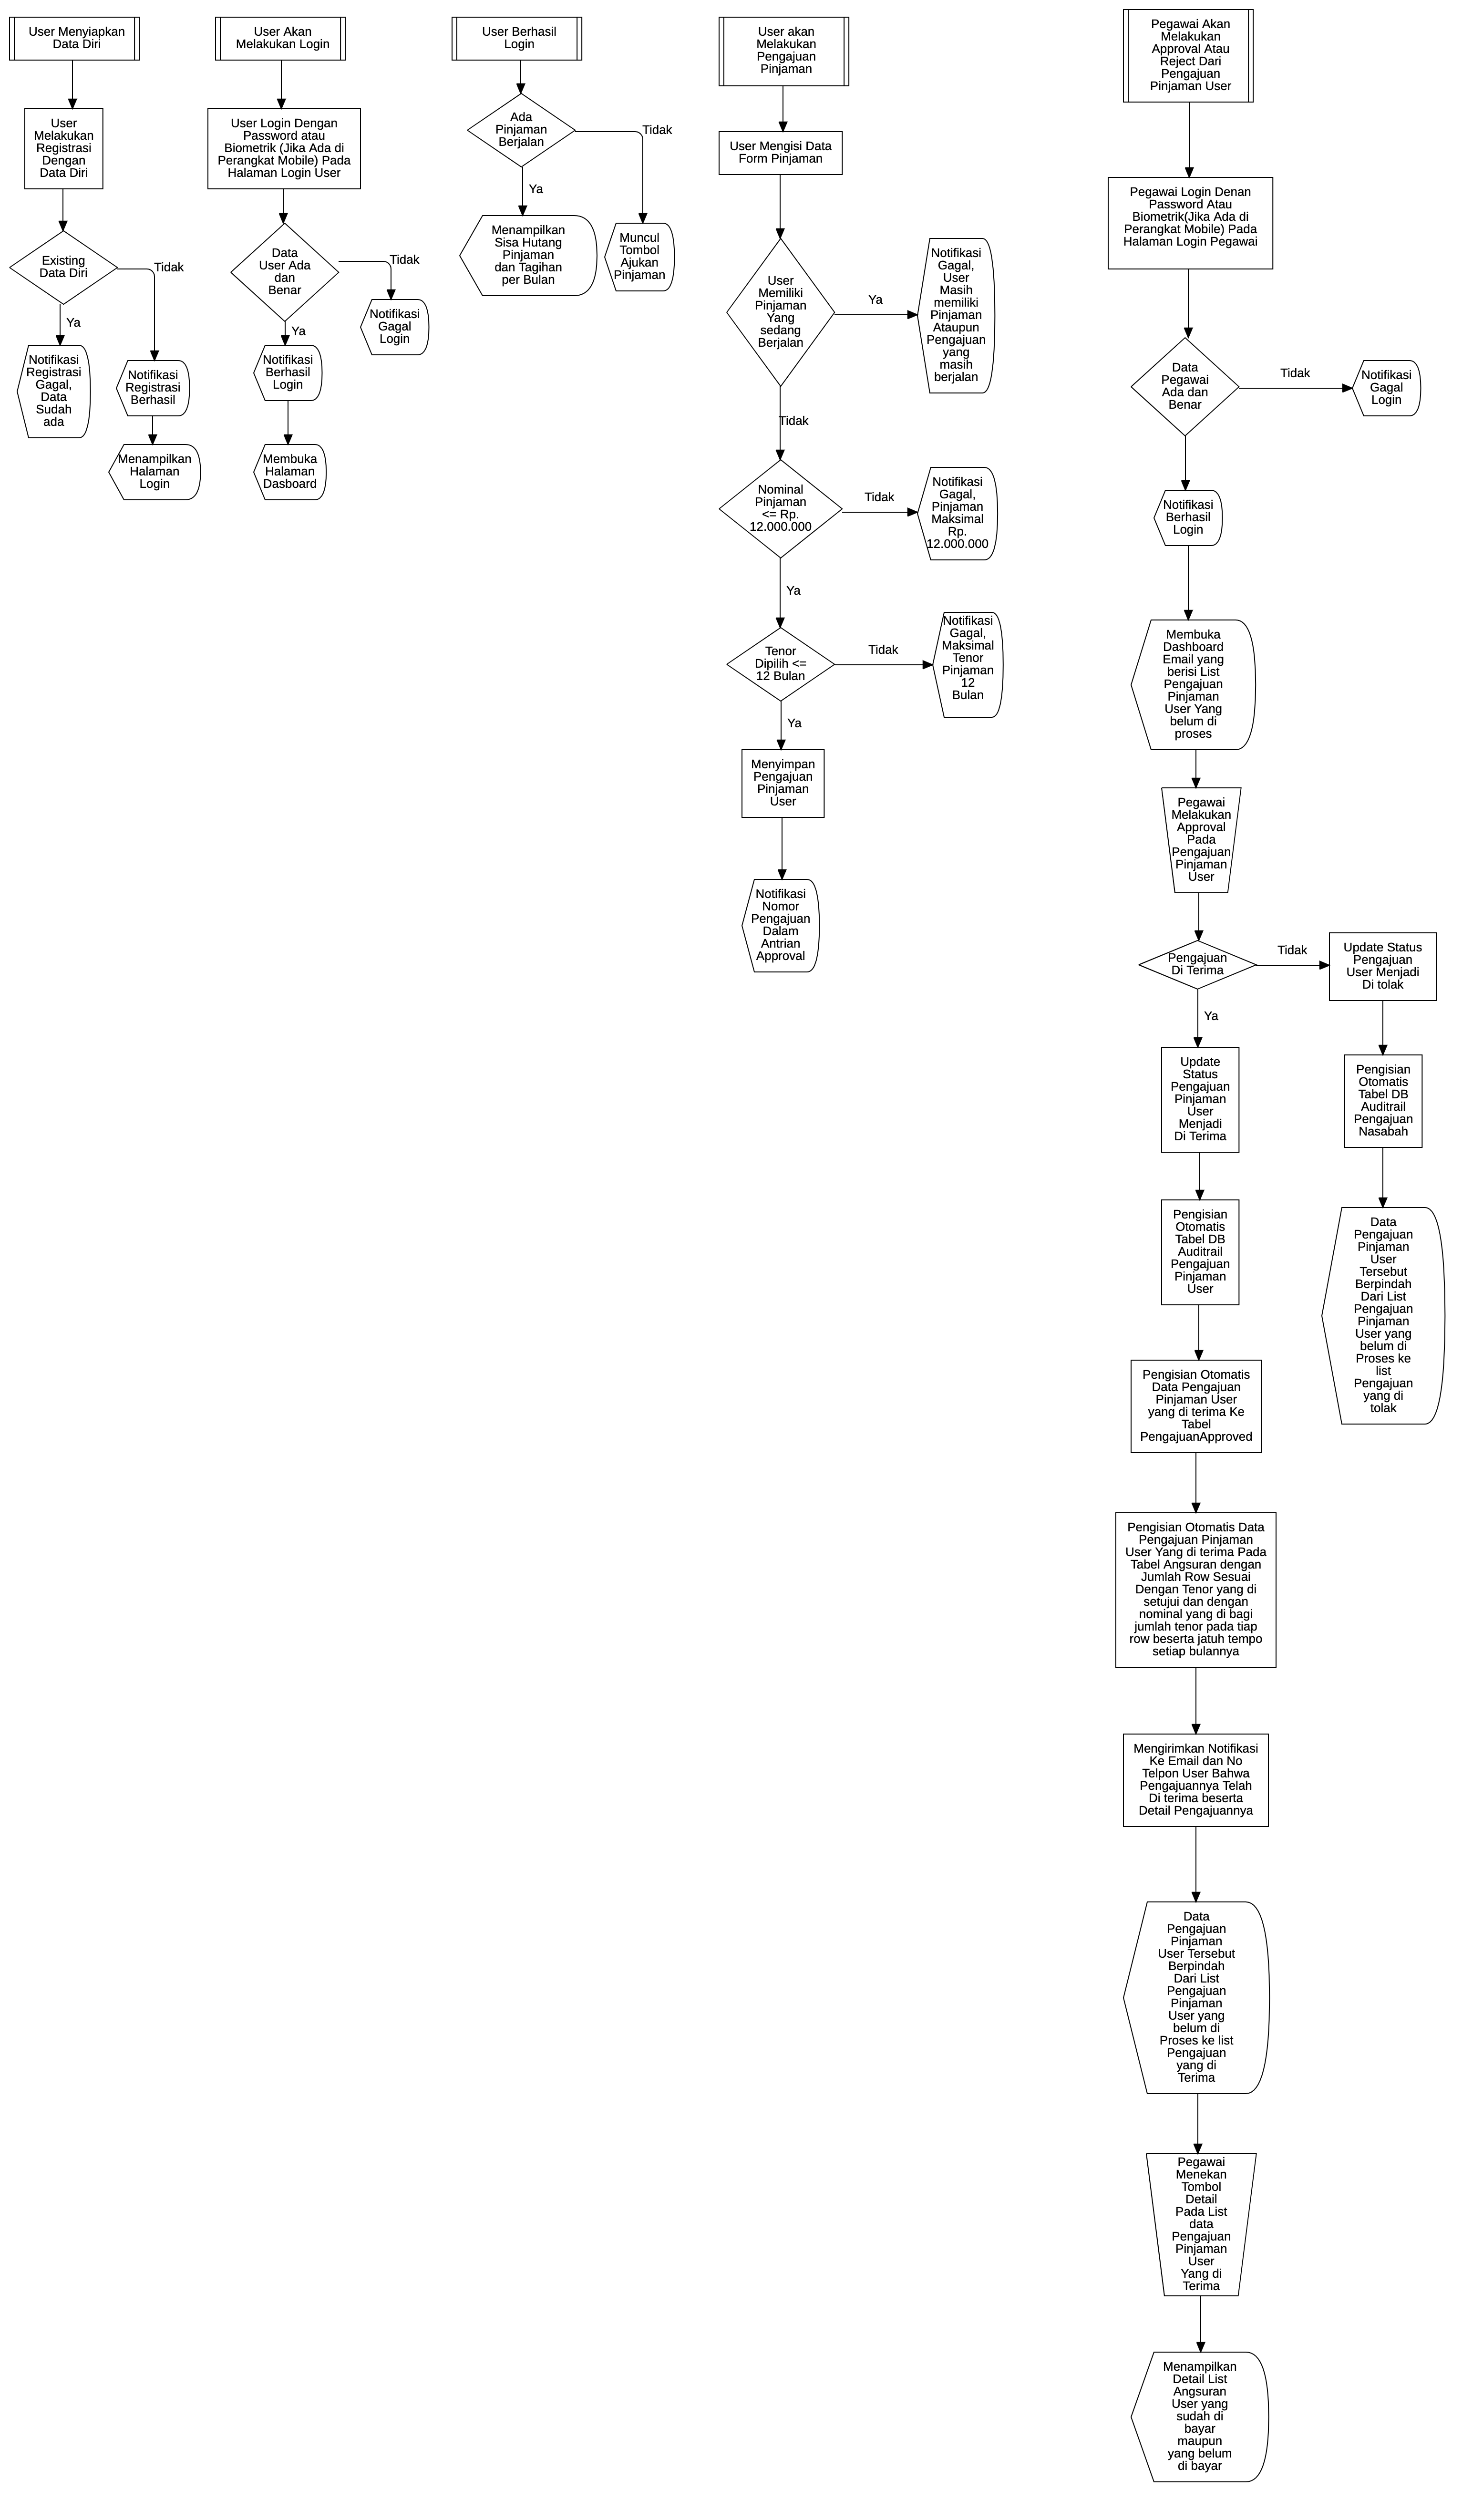 User Menyiapkan
Data Diri
User
Melakukan
Registrasi
Dengan
Data Diri
Existing
Data Diri
Tidak
Ya
Notifikasi
Registrasi
Gagal,
Data
Sudah
ada
Notifikasi
Registrasi
Berhasil
Menampilkan
Halaman
Login
User Akan
Melakukan Login
User Login Dengan
Password atau
Biometrik (Jika Ada di
Perangkat Mobile) Pada
Halaman Login User
Data
User Ada
dan
Benar
Tidak
Notifikasi
Gagal
Login
Ya
Notifikasi
Berhasil
Login
Membuka
Halaman
Dasboard
User Berhasil
Login
Ada
Pinjaman
Berjalan
Tidak
Ya
Menampilkan
Sisa Hutang
Pinjaman
dan Tagihan
per Bulan
Muncul
Tombol
Ajukan
Pinjaman
User akan
Melakukan
Pengajuan
Pinjaman
User Mengisi Data
Form Pinjaman
User
Memiliki
Pinjaman
Yang
sedang
Berjalan
Ya
Notifikasi
Gagal,
User
Masih
memiliki
Pinjaman
Ataupun
Pengajuan
yang
masih
berjalan
Tidak
Nominal
Pinjaman
<= Rp.
12.000.000
Tidak
Notifikasi
Gagal,
Pinjaman
Maksimal
Rp.
12.000.000
Ya
Tenor
Dipilih <=
12 Bulan
Tidak
Notifikasi
Gagal,
Maksimal
Tenor
Pinjaman
12
Bulan
Ya
Menyimpan
Pengajuan
Pinjaman
User
Notifikasi
Nomor
Pengajuan
Dalam
Antrian
Approval
Pegawai Akan
Melakukan
Approval Atau
Reject Dari
Pengajuan
Pinjaman User
Pegawai Login Denan
Password Atau
Biometrik(Jika Ada di
Perangkat Mobile) Pada
Halaman Login Pegawai
Data
Pegawai
Ada dan
Benar
Tidak
Notifikasi
Gagal
Login
Notifikasi
Berhasil
Login
Membuka
Dashboard
Email yang
berisi List
Pengajuan
Pinjaman
User Yang
belum di
proses
Pegawai
Melakukan
Approval
Pada
Pengajuan
Pinjaman
User
Pengajuan
Di Terima
Tidak
Update Status
Pengajuan
User Menjadi
Di tolak
Pengisian
Otomatis
Tabel DB
Auditrail
Pengajuan
Nasabah
Data
Pengajuan
Pinjaman
User
Tersebut
Berpindah
Dari List
Pengajuan
Pinjaman
User yang
belum di
Proses ke
list
Pengajuan
yang di
tolak
Ya
Update
Status
Pengajuan
Pinjaman
User
Menjadi
Di Terima
Pengisian
Otomatis
Tabel DB
Auditrail
Pengajuan
Pinjaman
User
Pengisian Otomatis
Data Pengajuan
Pinjaman User
yang di terima Ke
Tabel
PengajuanApproved
Pengisian Otomatis Data
Pengajuan Pinjaman
User Yang di terima Pada
Tabel Angsuran dengan
Jumlah Row Sesuai
Dengan Tenor yang di
setujui dan dengan
nominal yang di bagi
jumlah tenor pada tiap
row beserta jatuh tempo
setiap bulannya
Mengirimkan Notifikasi
Ke Email dan No
Telpon User Bahwa
Pengajuannya Telah
Di terima beserta
Detail Pengajuannya
Data
Pengajuan
Pinjaman
User Tersebut
Berpindah
Dari List
Pengajuan
Pinjaman
User yang
belum di
Proses ke list
Pengajuan
yang di
Terima
Pegawai
Menekan
Tombol
Detail
Pada List
data
Pengajuan
Pinjaman
User
Yang di
Terima
Menampilkan
Detail List
Angsuran
User yang
sudah di
bayar
maupun
yang belum
di bayar